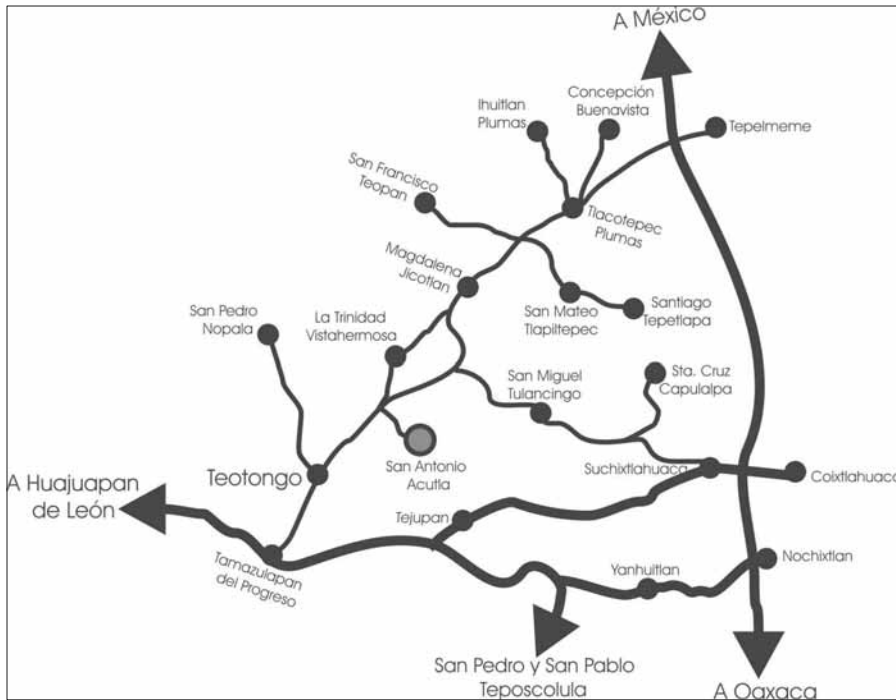 A México
Concepción
Buenavista
Ihuitlan
Plumas
Tepelmeme
San Francisco
Teopan
Tlacotepec
Plumas
Magdalena
Jicotlan
San Pedro
Nopala
La Trinidad
Vistahermosa
San Mateo
Tlapiltepec
Santiago
Tepetlapa
San Miguel
Tulancingo
Sta. Cruz
Capulalpa
Teotongo
San Antonio
Acutla
Suchixtlahuaca
Coixtlahuaca
A Huajuapan
de León
Tejupan
Tamazulapan
del Progreso
Yanhuitlan
Nochixtlan
San Pedro y San Pablo
Teposcolula
A Oaxaca